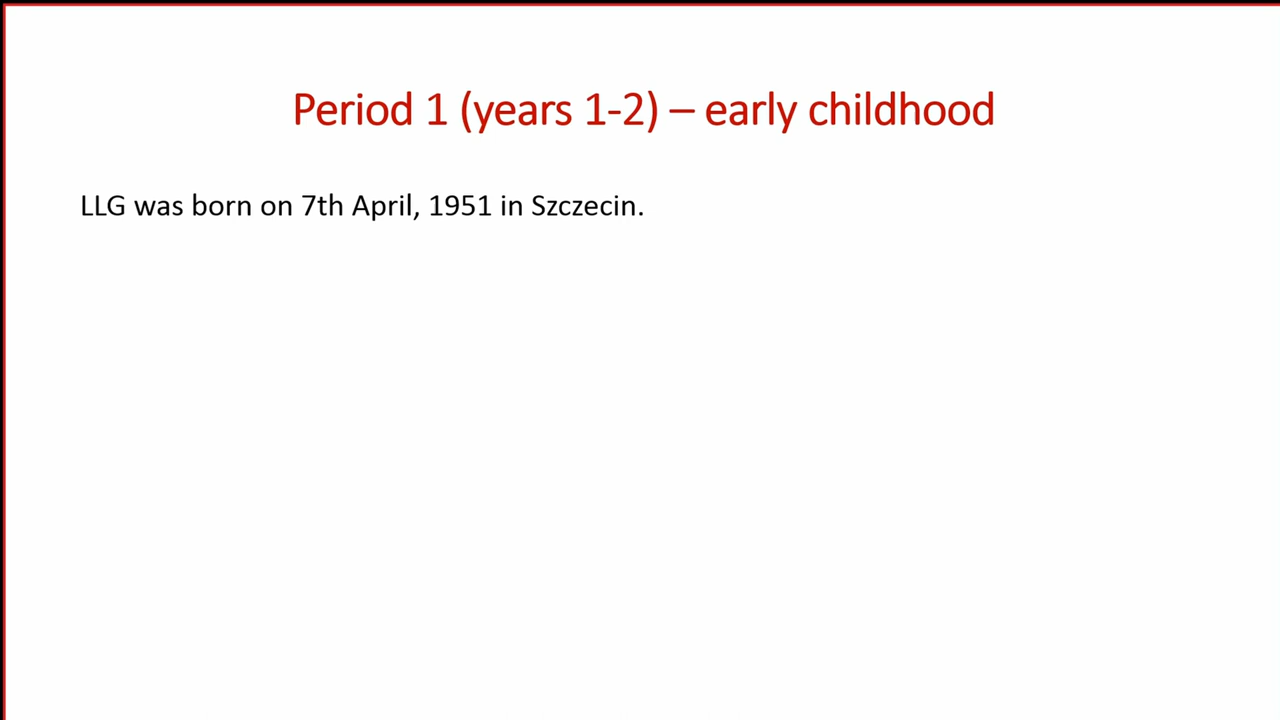 Period 1 (years 1-2) – early childhood
LLG was born on 7th April, 1951 in Szczecin.